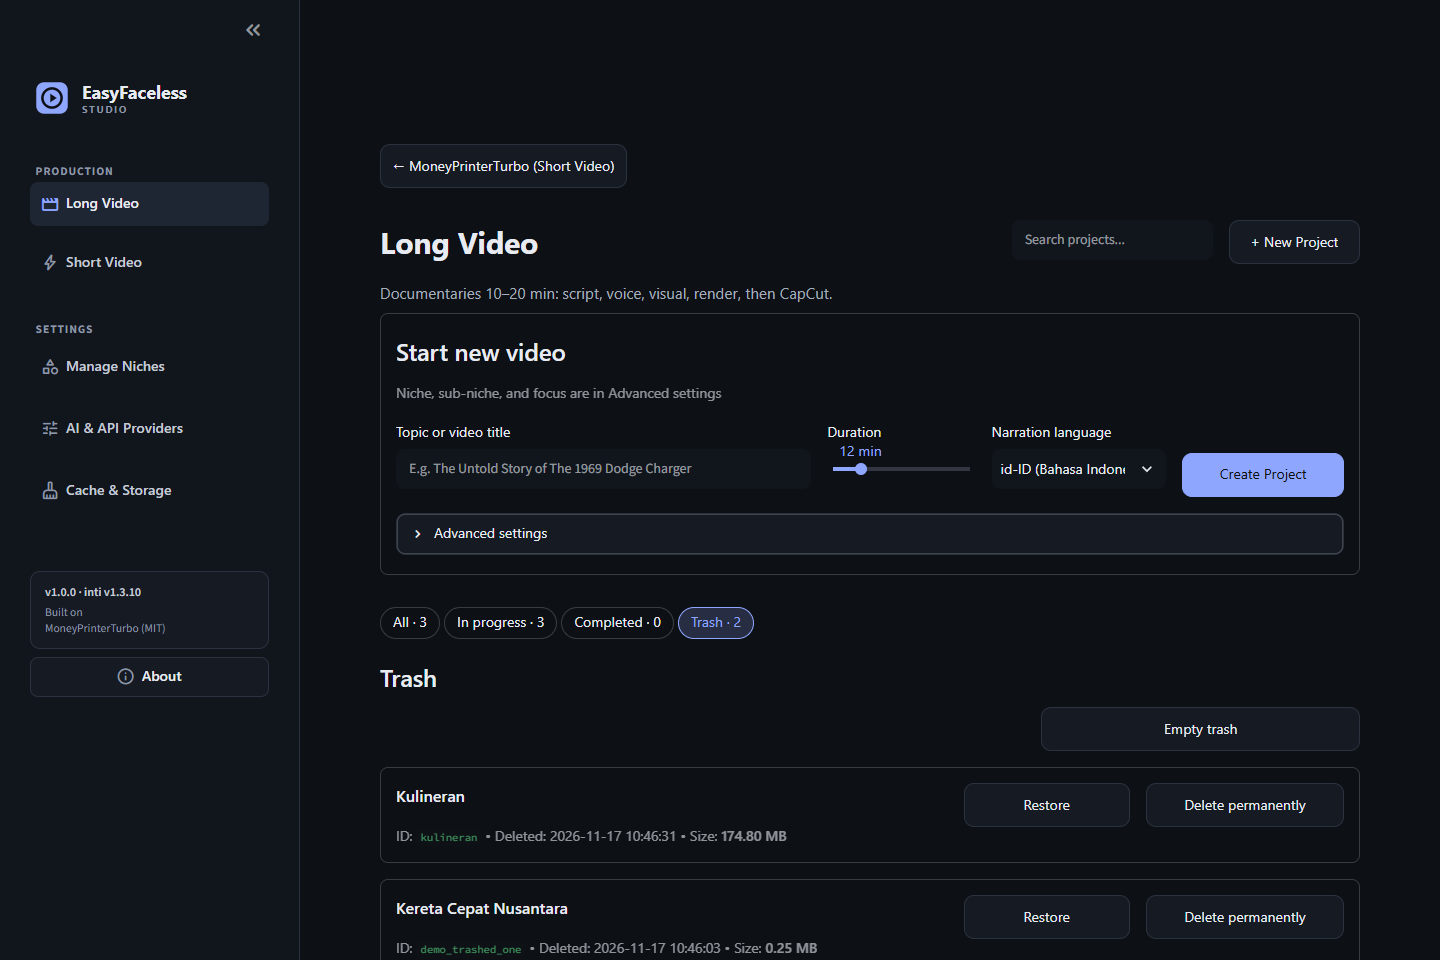 EasyFaceless
STUDIO
PRODUCTION
Long Video
Short Video
SETTINGS
Manage Niches
AI & API Providers
Cache & Storage
v1.0.0 · inti v1.3.10
Built on
MoneyPrinterTurbo (MIT)
About
← MoneyPrinterTurbo (Short Video)
Long Video
Search projects...
+ New Project
Documentaries 10–20 min: script, voice, visual, render, then CapCut.
Start new video
Niche, sub-niche, and focus are in Advanced settings
Topic or video title
Duration
Narration language
12 min
E.g. The Untold Story of The 1969 Dodge Charger
id-ID (Bahasa Indone
Create Project
Advanced settings
All · 3
In progress · 3
Completed · 0
Trash · 2
Trash
Empty trash
Kulineran
Restore
Delete permanently
ID: kulineran • Deleted: 2026-11-17 10:46:31 • Size: 174.80 MB
Kereta Cepat Nusantara
Restore
Delete permanently
ID: demo_trashed_one • Deleted: 2026-11-17 10:46:03 • Size: 0.25 MB